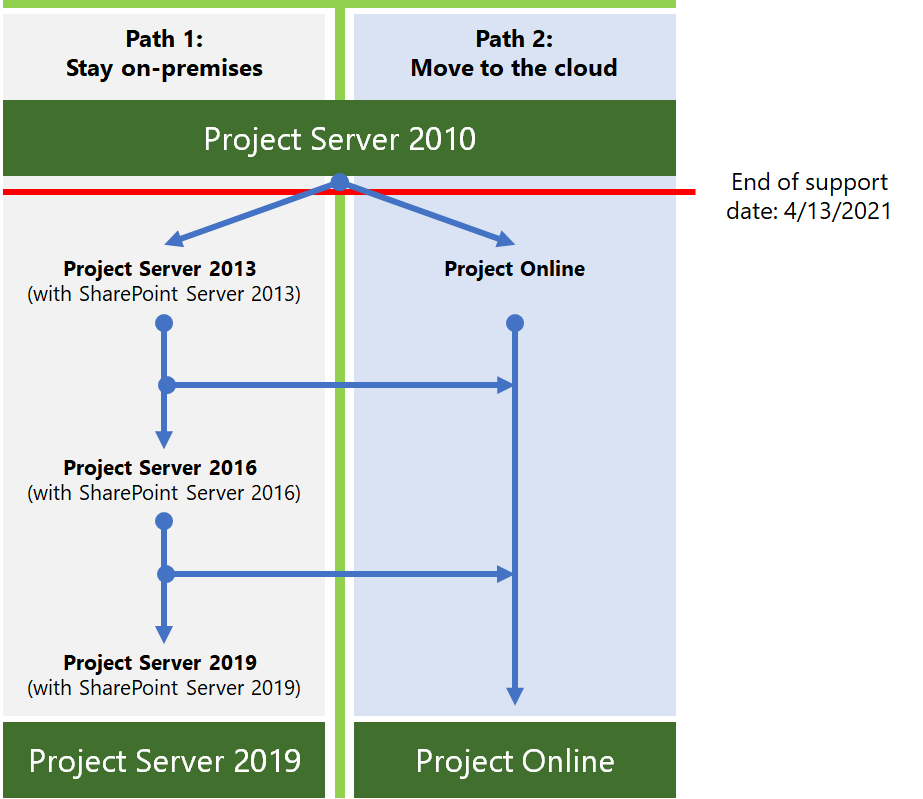 Path 1:
Stay on-premises
Path 2:
Move to the cloud
Project Server 2010
End of support
date: 4/13/2021
Project Server 2013
(with SharePoint Server 2013)
Project Online
Project Server 2016
(with SharePoint Server 2016)
Project Server 2019
(with SharePoint Server 2019)
Project Server 2019
Project Online